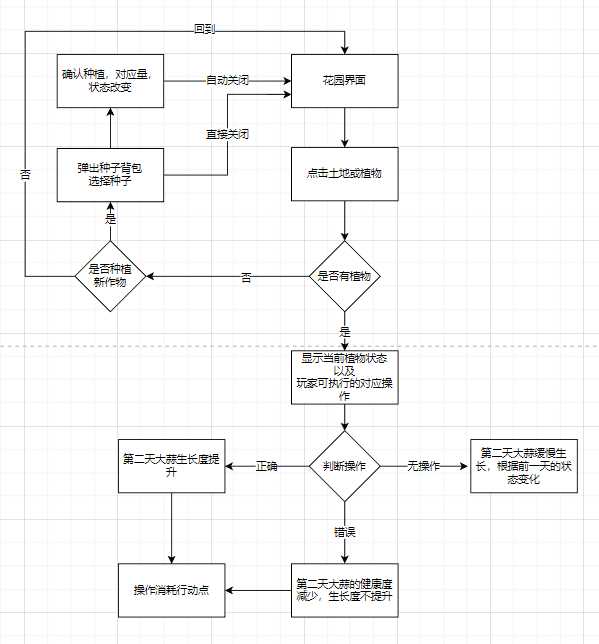 回到
确认种植，对应量，
状态改变
自动关闭
花园界面
直接关闭
弹出种子背包
选择种子
点击土地或植物
否
是
是否种植
新作物
否
是否有植物
是
显示当前植物状态
以及
玩家可执行的对应操
作
第二天大蒜生长度提
升
正确
判断操作
无操作
第二天大蒜缓慢生
长，根据前一天的状
态变化
错误
操作消耗行动点
第二天大蒜的健康度
减少，生长度不提升